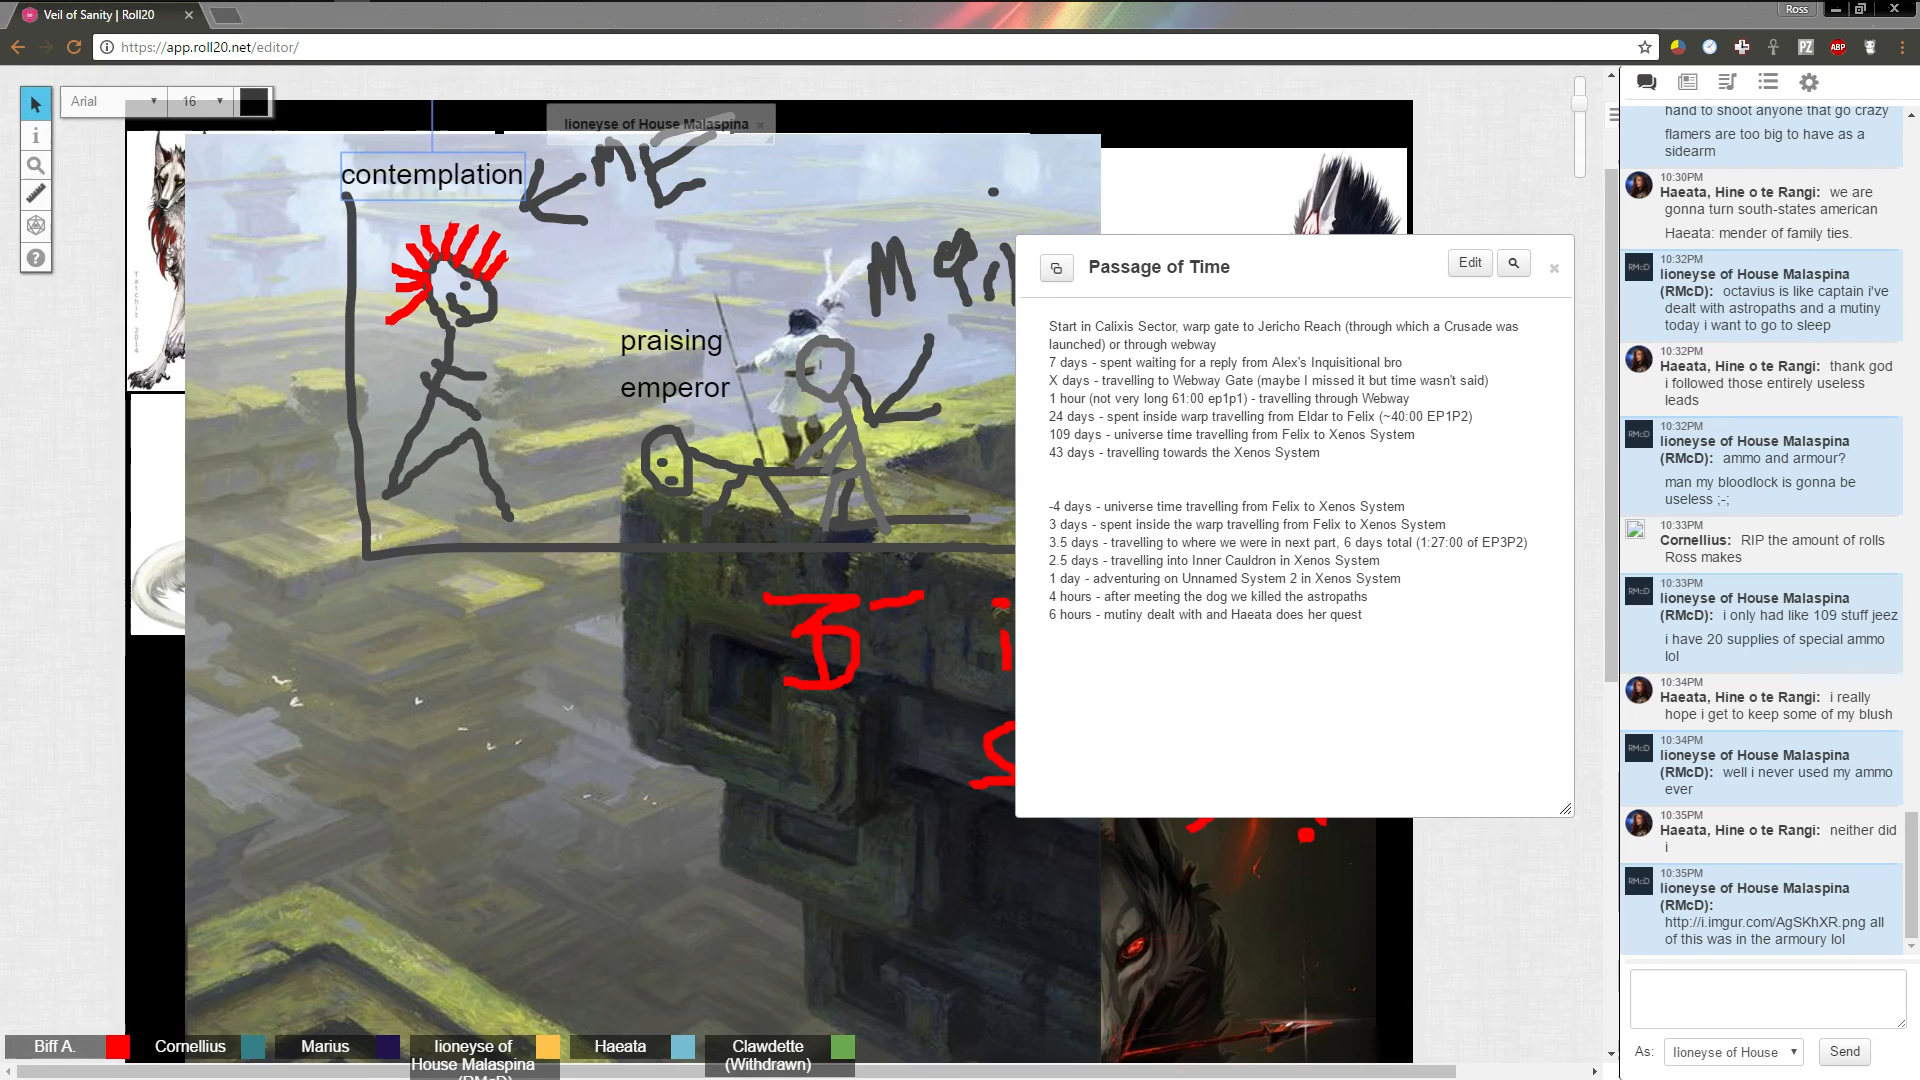 Veil of Sanity | Roll20
Ross
https://app.roll20.net/editor/
PZ
ABP
Arial
16
lioneyse of House Malaspina
contemplation
ME
praising
emperor
Passage of Time
Edit
Start in Calixis Sector, warp gate to Jericho Reach (through which a Crusade was
launched) or through webway
7 days - spent waiting for a reply from Alex's Inquisitional bro
X days - travelling to Webway Gate (maybe I missed it but time wasn't said)
1 hour (not very long 61:00 ep1p1) - travelling through Webway
24 days - spent inside warp travelling from Eldar to Felix (~40:00 EP1P2)
109 days - universe time travelling from Felix to Xenos System
43 days - travelling towards the Xenos System
-4 days - universe time travelling from Felix to Xenos System
3 days - spent inside the warp travelling from Felix to Xenos System
3.5 days - travelling to where we were in next part, 6 days total (1:27:00 of EP3P2)
2.5 days - travelling into Inner Cauldron in Xenos System
1 day - adventuring on Unnamed System 2 in Xenos System
4 hours - after meeting the dog we killed the astropaths
6 hours - mutiny dealt with and Haeata does her quest
hand to shoot anyone that go crazy
flamers are too big to have as a
sidearm
10:30PM
Haeata, Hine o te Rangi: we are
gonna turn south-states american
Haeata: mender of family ties.
10:32PM
RMcD
lioneyse of House Malaspina
(RMcD): octavius is like captain i've
dealt with astropaths and a mutiny
today i want to go to sleep
10:32PM
Haeata, Hine o te Rangi: thank god
i followed those entirely useless
leads
10:32PM
RMcD
lioneyse of House Malaspina
(RMcD): ammo and armour?
man my bloodlock is gonna be
useless ;-;
10:33PM
Cornellius: RIP the amount of rolls
Ross makes
10:33PM
RMcD
lioneyse of House Malaspina
(RMcD): i only had like 109 stuff jeez
i have 20 supplies of special ammo
lol
10:34PM
Haeata, Hine o te Rangi: i really
hope i get to keep some of my blush
10:34PM
RMcD
lioneyse of House Malaspina
(RMcD): well i never used my ammo
ever
10:35PM
Haeata, Hine o te Rangi: neither did
i
10:35PM
RMcD
lioneyse of House Malaspina
(RMcD):
http://i.imgur.com/AgSKhXR.png all
of this was in the armoury lol
As:
lioneyse of House
Send
Biff A.
Cornellius
Marius
lioneyse of
House Malaspina
(RMcD)
Haeata
Clawdette
(Withdrawn)